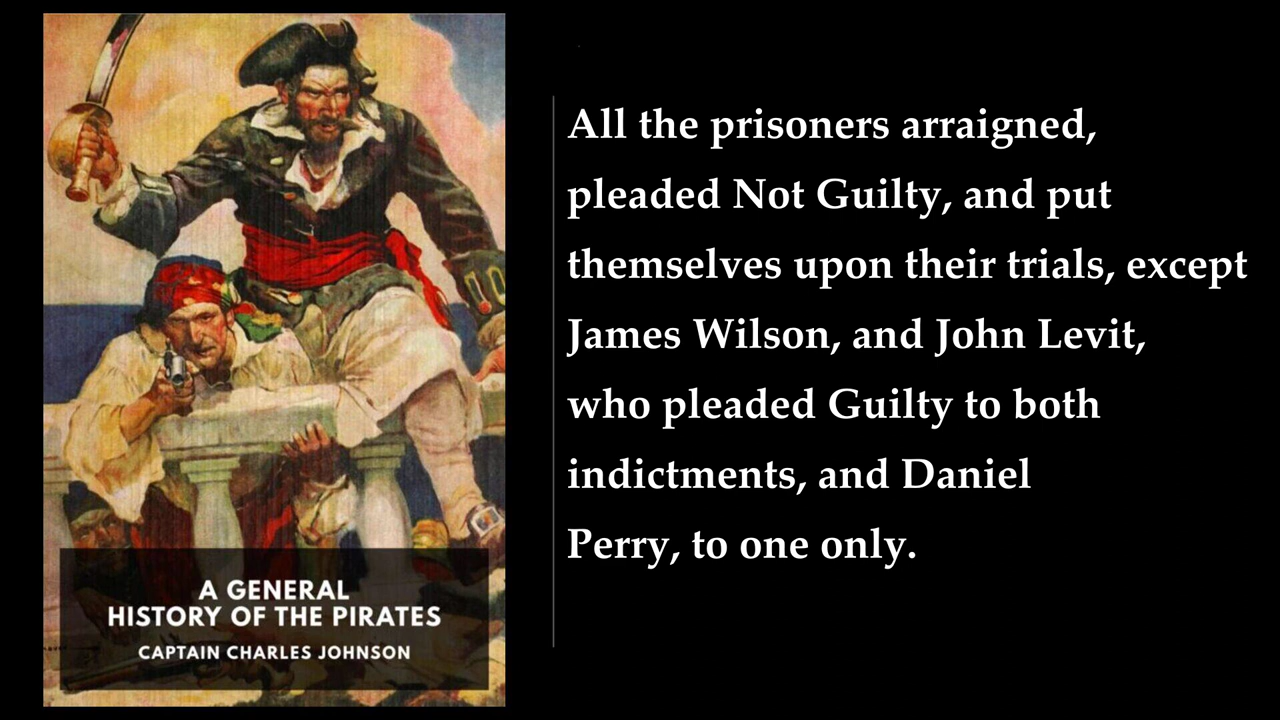 A GENERAL
HISTORY OF THE PIRATES
CAPTAIN CHARLES JOHNSON
All the prisoners arraigned,
pleaded Not Guilty, and put
themselves upon their trials, except
James Wilson, and John Levit,
who pleaded Guilty to both
indictments, and Daniel
Perry, to one only.